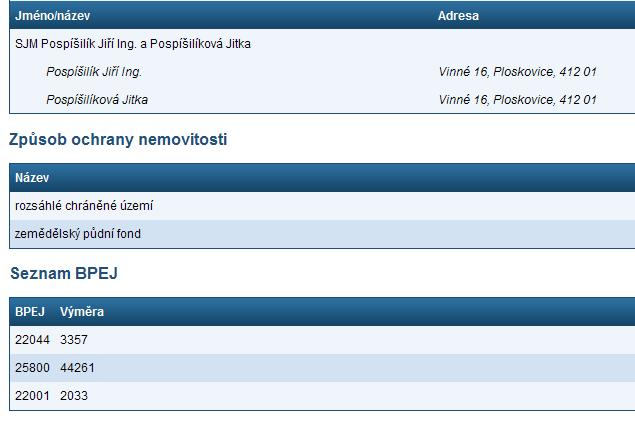 Jméno/název Adresa
SJM Pospíšilík Jiří Ing. a Pospíšilíková Jitka
Pospíšilík Jiří Ing. Vinné 16, Ploskovice, 412 01
Pospíšilíková Jitka Vinné 16, Ploskovice, 412 01
Způsob ochrany nemovitosti
Název
rozsáhlé chráněné území
zemědělský půdní fond
Seznam BPEJ
BPEJ Výměra
22044 3357
25800 44261
22001 2033